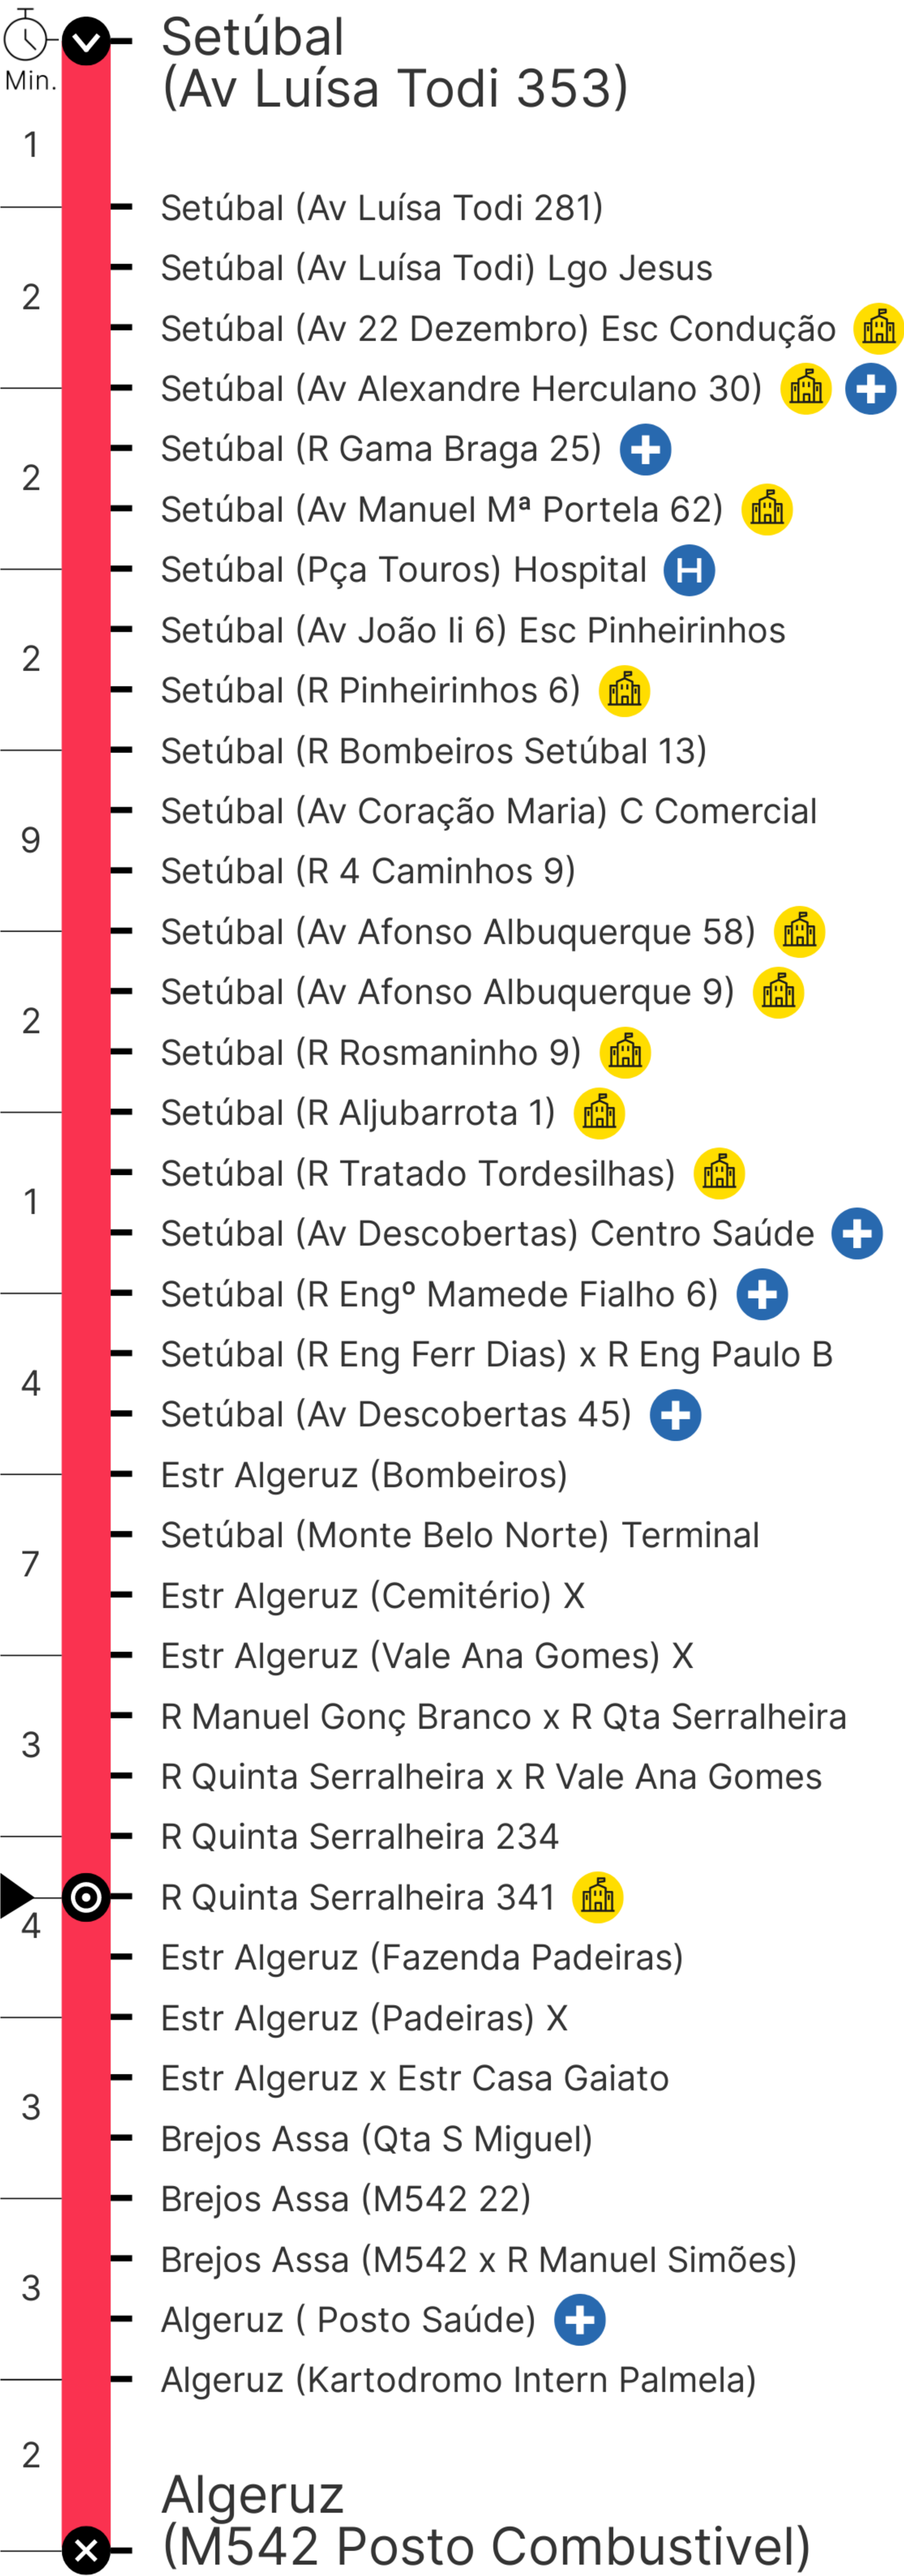 Setúbal
(Av Luísa Todi 353)
Min.
1
Setúbal (Av Luísa Todi 281)
Setúbal (Av Luísa Todi) Lgo Jesus
2
Setúbal (Av 22 Dezembro) Esc Condução
Setúbal (Av Alexandre Herculano 30)
Setúbal (R Gama Braga 25)
2
Setúbal (Av Manuel Mª Portela 62)
Setúbal (Pça Touros) Hospital H
Setúbal (Av João Ii 6) Esc Pinheirinhos
2
Setúbal (R Pinheirinhos 6)
Setúbal (R Bombeiros Setúbal 13)
Setúbal (Av Coração Maria) C Comercial
9
Setúbal (R 4 Caminhos 9)
Setúbal (Av Afonso Albuquerque 58)
Setúbal (Av Afonso Albuquerque 9)
2
Setúbal (R Rosmaninho 9)
Setúbal (R Aljubarrota 1)
Setúbal (R Tratado Tordesilhas)
1
Setúbal (Av Descobertas) Centro Saúde
Setúbal (R Engº Mamede Fialho 6)
Setúbal (R Eng Ferr Dias) x R Eng Paulo B
4
Setúbal (Av Descobertas 45)
Estr Algeruz (Bombeiros)
Setúbal (Monte Belo Norte) Terminal
7
Estr Algeruz (Cemitério) X
Estr Algeruz (Vale Ana Gomes) X
R Manuel Gonç Branco x R Qta Serralheira
3
R Quinta Serralheira x R Vale Ana Gomes
R Quinta Serralheira 234
R Quinta Serralheira 341
4
Estr Algeruz (Fazenda Padeiras)
Estr Algeruz (Padeiras) X
Estr Algeruz x Estr Casa Gaiato
3
Brejos Assa (Qta S Miguel)
Brejos Assa (M542 22)
Brejos Assa (M542 x R Manuel Simões)
3
Algeruz ( Posto Saúde)
Algeruz (Kartodromo Intern Palmela)
2
Algeruz
(M542 Posto Combustivel)